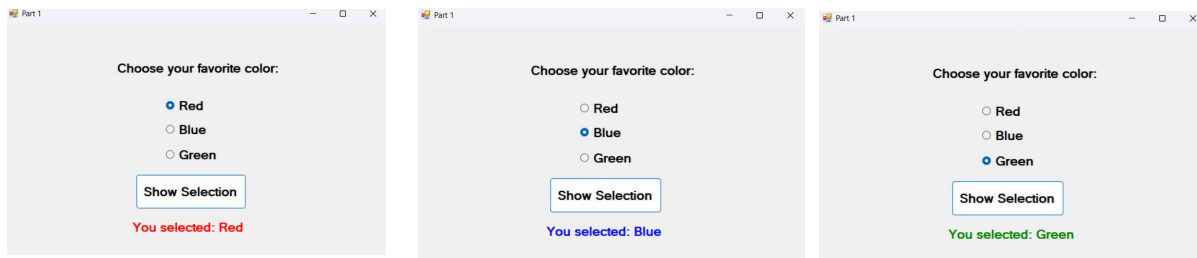 Part 1
Choose your favorite color:
Red
Blue
Green
Show Selection
You selected: Red
Part 1
Choose your favorite color:
Red
Blue
Green
Show Selection
You selected: Blue
Part 1
Choose your favorite color:
Red
Blue
Green
Show Selection
You selected: Green